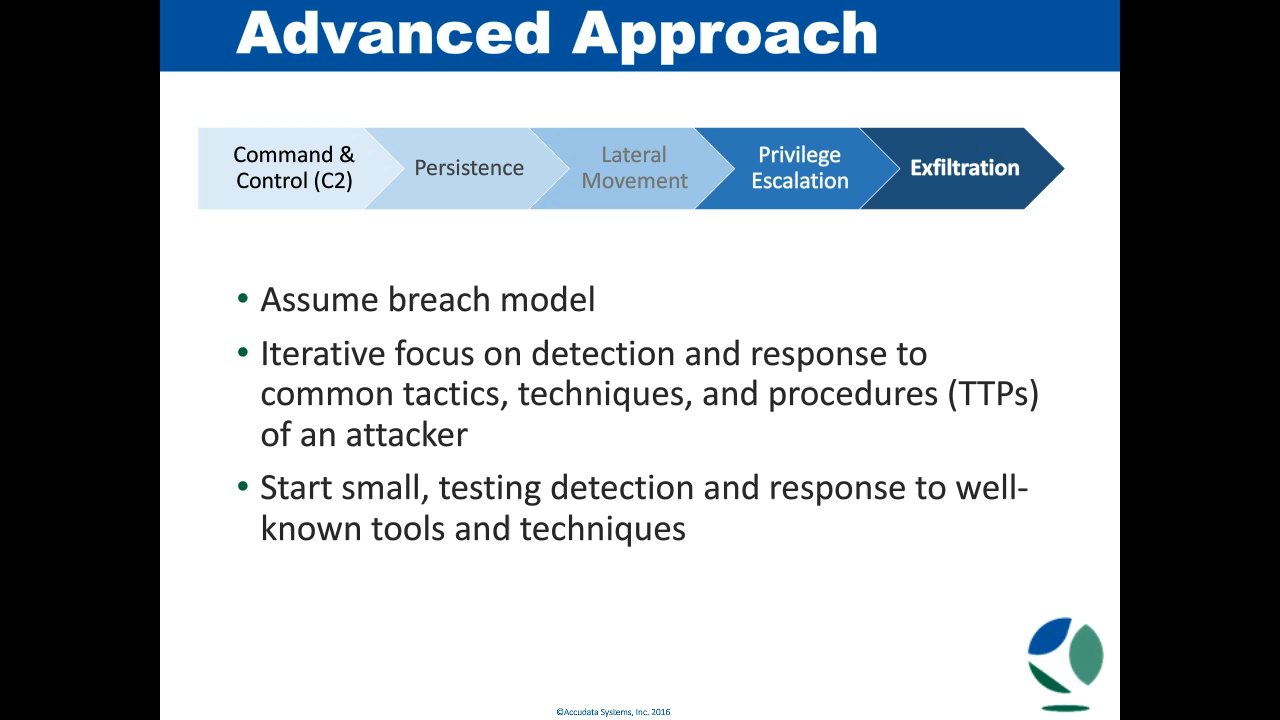 Advanced Approach
Command &
Control (C2)
Persistence
Lateral
Movement
Privilege
Escalation
Exfiltration
• Assume breach model
• Iterative focus on detection and response to
common tactics, techniques, and procedures (TTPs)
of an attacker
• Start small, testing detection and response to well-
known tools and techniques
©Accudata Systems, Inc. 2016